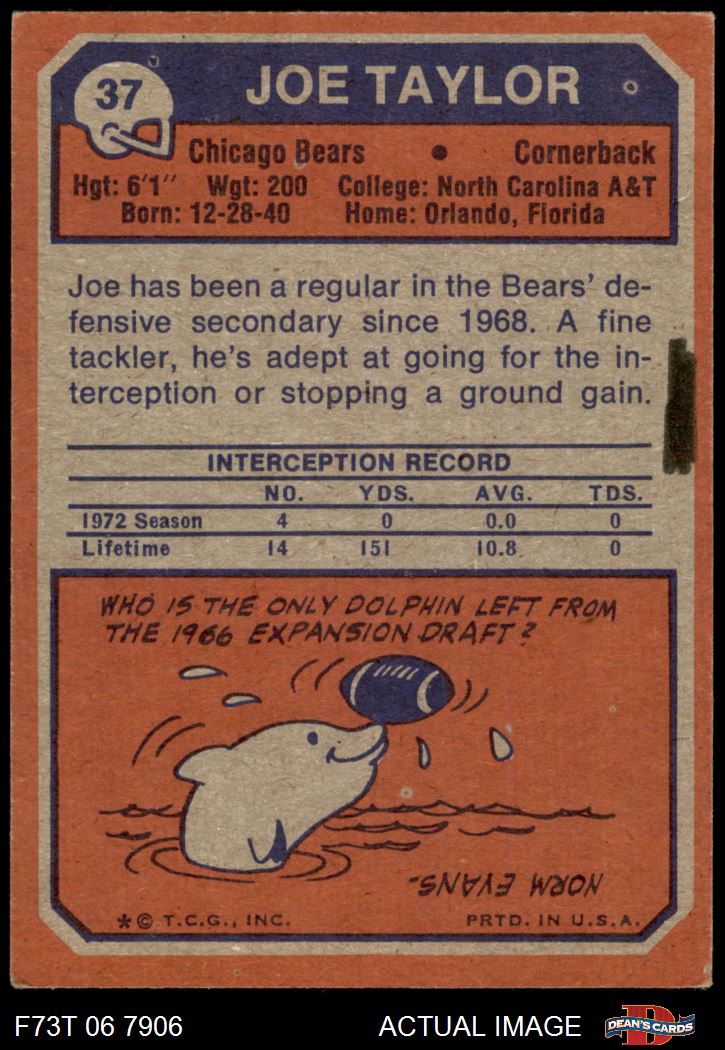 37
JOE TAYLOR
Chicago Bears • Cornerback
Hgt: 6'1" Wgt: 200 College: North Carolina A&T
Born: 12-28-40 Home: Orlando, Florida
Joe has been a regular in the Bears' de-
fensive secondary since 1968. A fine
tackler, he's adept at going for the in-
terception or stopping a ground gain.
INTERCEPTION RECORD
NO. YDS. AVG. TDS.
1972 Season 4 0 0.0 0
Lifetime 14 151 10.8 0
WHO IS THE ONLY DOLPHIN LEFT FROM
THE 1966 EXPANSION DRAFT?
NORM EVANS.
*© T.C.G., INC. PRTD. IN U.S.A.
F73T 06 7906 ACTUAL IMAGE D DEAN'S CARDS